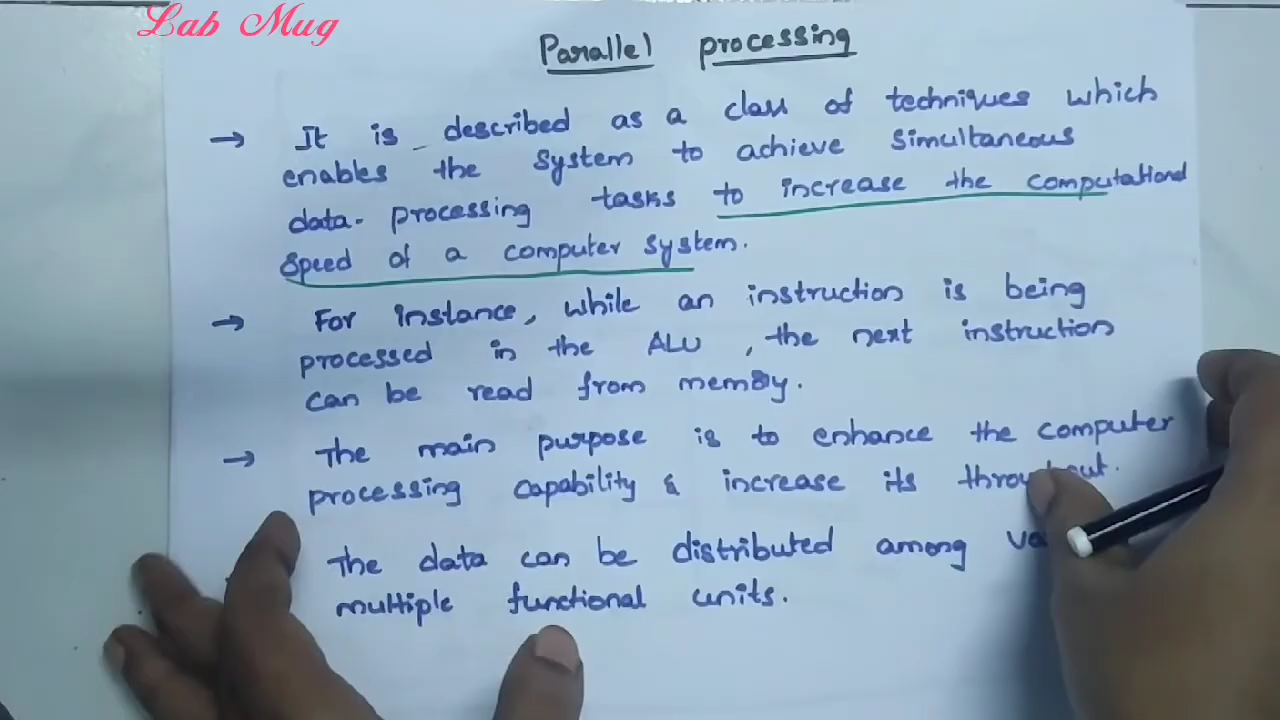 Lab Mug
Parallel processing
→ It is described as a class of techniques which
enables the system to achieve simultaneous
data-processing tasks to increase the computational
speed of a computer system.
→ For instance, while an instruction is being
processed in the ALU, the next instruction
can be read from memory.
→ The main purpose is to enhance the computer
processing capability & increase its
The data can be distributed among
multiple functional units.